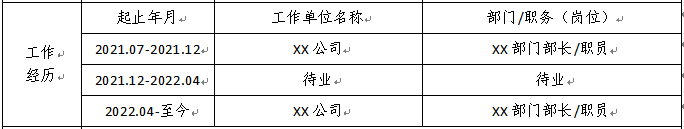 起止年月 工作单位名称 部门/职务（岗位）
工作
经历
2021.07-2021.12 XX 公司 XX 部门部长/职员
2021.12-2022.04 待业 待业
2022.04-至今 XX 公司 XX 部门部长/职员